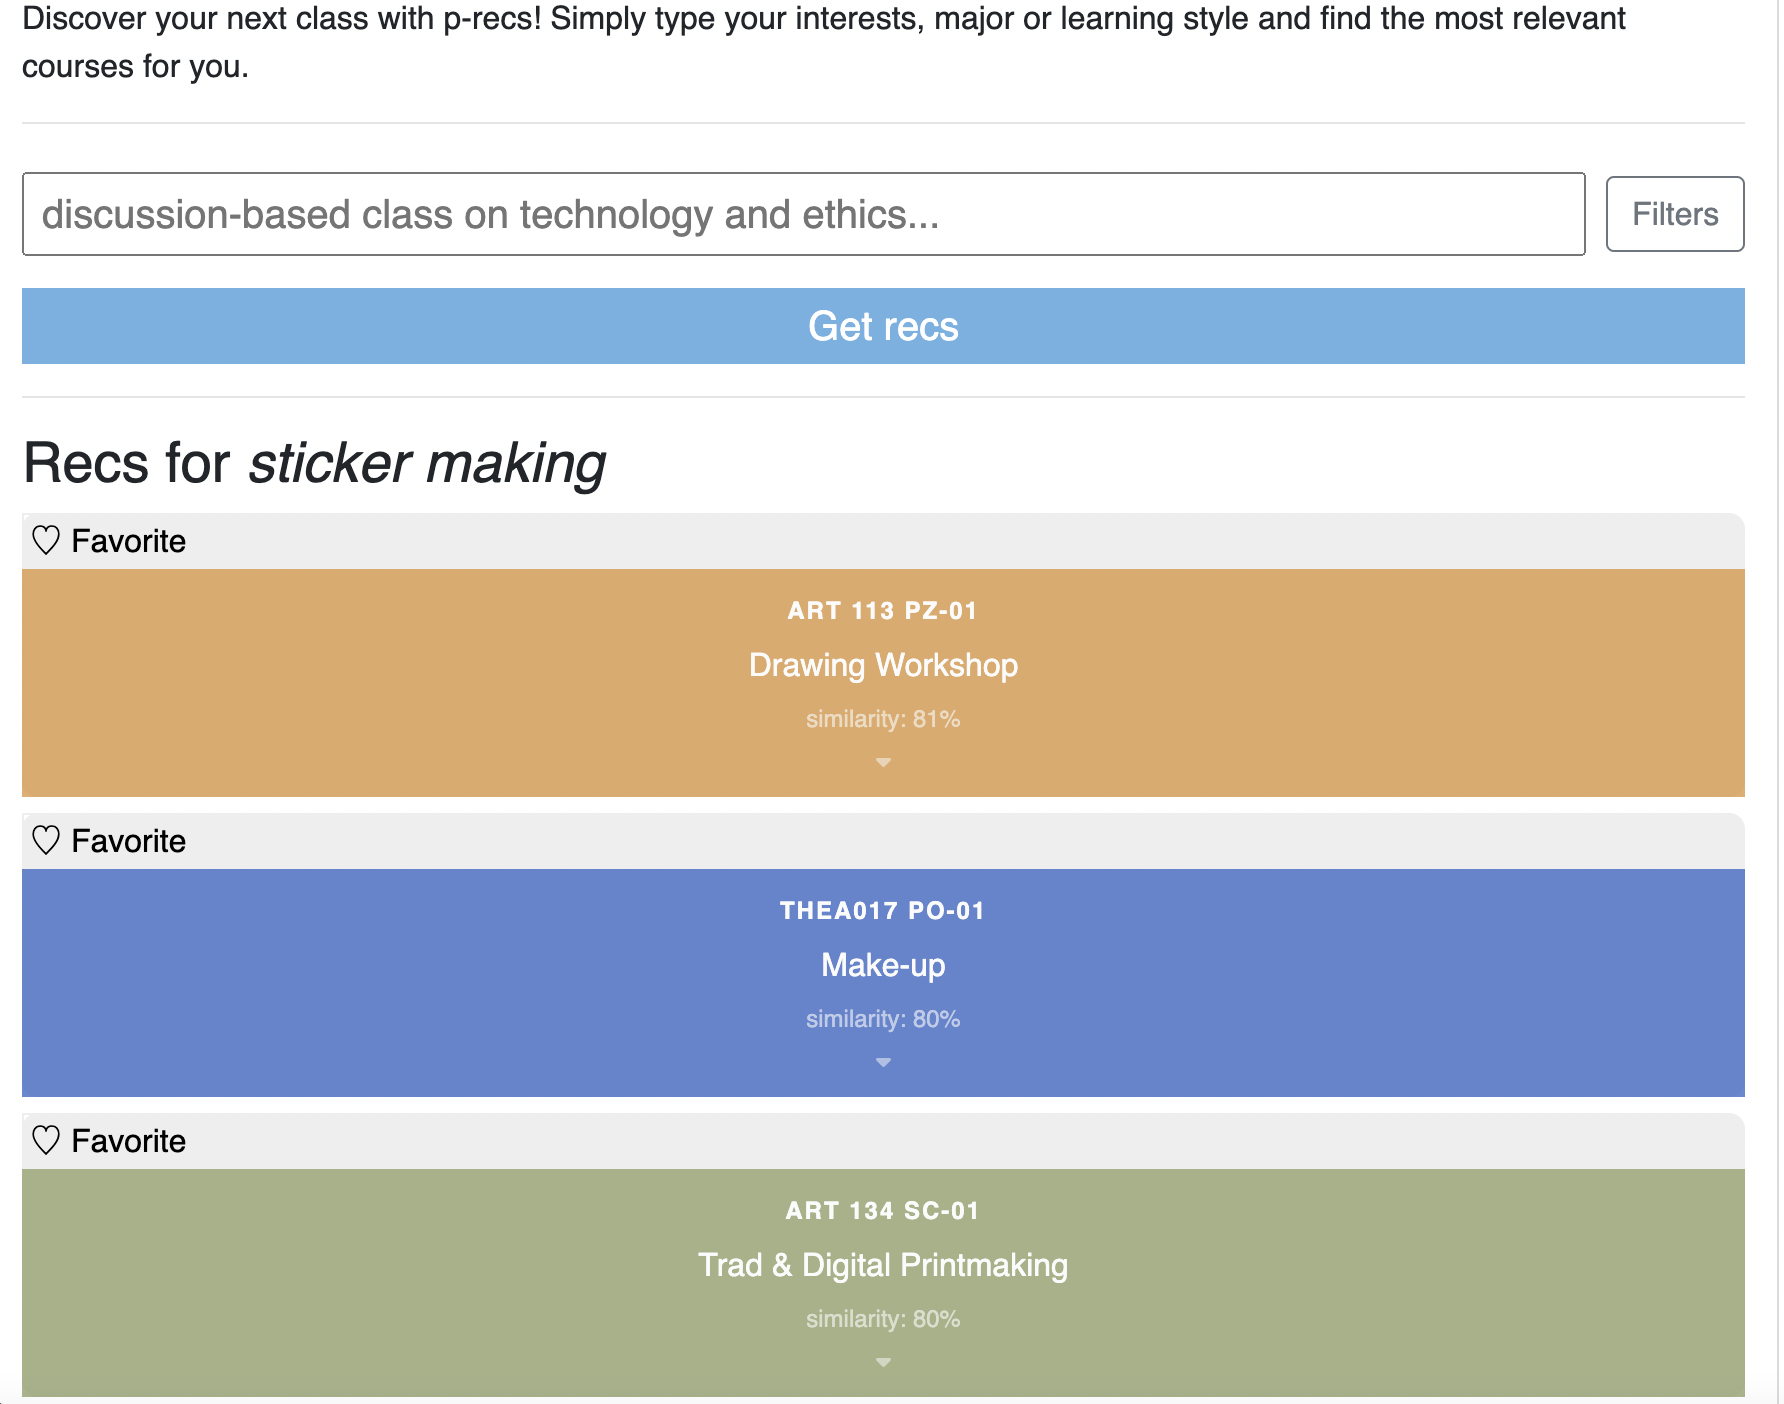 Discover your next class with p-recs! Simply type your interests, major or learning style and find the most relevant
courses for you.
discussion-based class on technology and ethics...
Filters
Get recs
Recs for sticker making
♡ Favorite
ART 113 PZ-01
Drawing Workshop
similarity: 81%
♡ Favorite
THEA017 PO-01
Make-up
similarity: 80%
♡ Favorite
ART 134 SC-01
Trad & Digital Printmaking
similarity: 80%